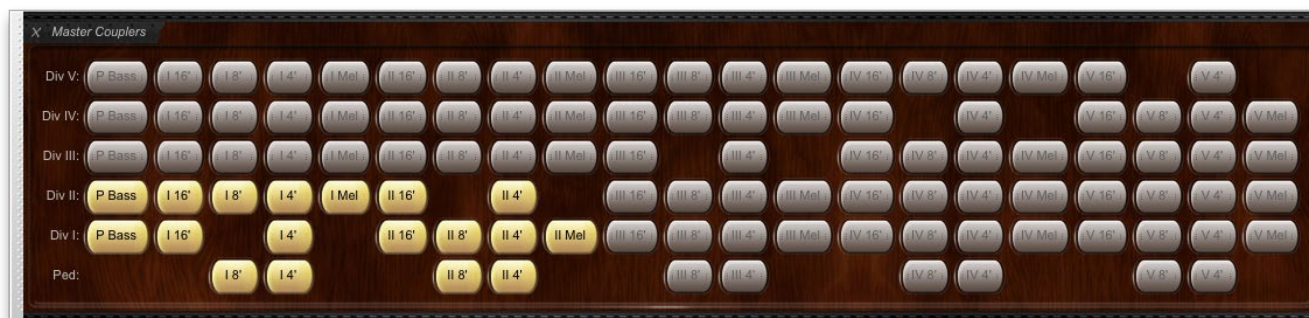 X Master Couplers
Div V: P Bass I 16' I 8' I 4' I Mel II 16' II 8' II 4' II Mel III 16' III 8' III 4' III Mel IV 16' IV 8' IV 4' IV Mel V 16' V 4'
Div IV: P Bass I 16' I 8' I 4' I Mel II 16' II 8' II 4' II Mel III 16' III 8' III 4' III Mel IV 16' IV 4' V 16' V 8' V 4' V Mel
Div III: P Bass I 16' I 8' I 4' I Mel II 16' II 8' II 4' II Mel III 16' III 4' IV 16' IV 8' IV 4' IV Mel V 16' V 8' V 4' V Mel
Div II: P Bass I 16' I 8' I 4' I Mel II 16' II 4' III 16' III 8' III 4' III Mel IV 16' IV 8' IV 4' IV Mel V 16' V 8' V 4' V Mel
Div I: P Bass I 16' I 4' II 16' II 8' II 4' II Mel III 16' III 8' III 4' III Mel IV 16' IV 8' IV 4' IV Mel V 16' V 8' V 4' V Mel
Ped: I 8' I 4' II 8' II 4' III 8' III 4' IV 8' IV 4' V 8' V 4'